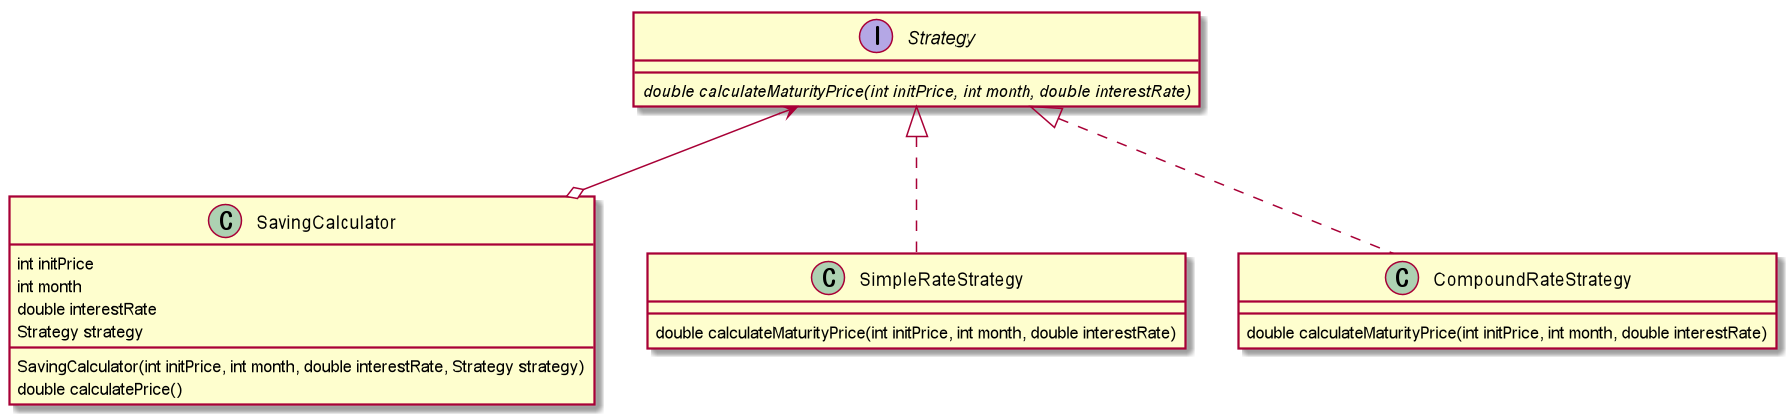 I Strategy
double calculateMaturityPrice(int initPrice, int month, double interestRate)
C SavingCalculator
int initPrice
int month
double interestRate
Strategy strategy
SavingCalculator(int initPrice, int month, double interestRate, Strategy strategy)
double calculatePrice()
C SimpleRateStrategy
double calculateMaturityPrice(int initPrice, int month, double interestRate)
C CompoundRateStrategy
double calculateMaturityPrice(int initPrice, int month, double interestRate)